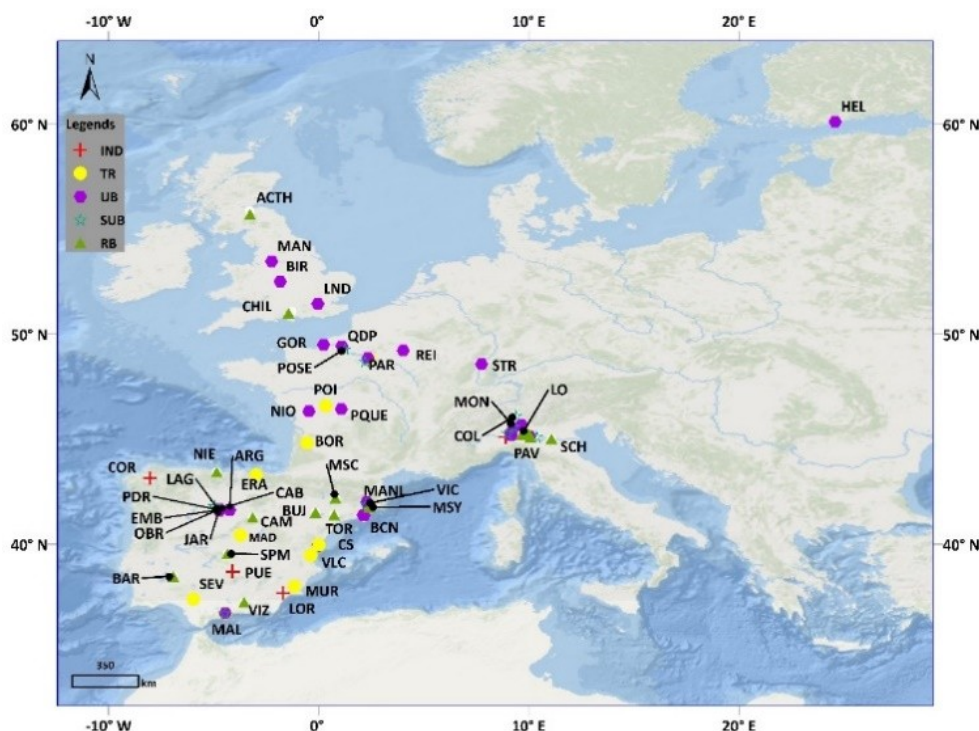 -10° W 0° 10° E 20° E
N
60° N 60° N
HEL
Legends
IND
TR
UB
SUB
RB
ACTH
MAN
BIR
LND
CHIL
50° N 50° N
GOR QDP
REI
POSE PAR STR
POI
NIO PQUE
MON LO
COL
BOR PAV SCH
MSC
NIE ARG
COR LAG ERA
PDR CAB MANL VIC
EMB BUJ MSY
OBR CAM TOR BCN
JAR MAD CS
40° N 40° N
SPM VLC
BAR PUE
SEV MUR
VIZ LOR
MAL
350
km
-10° W 0° 10° E 20° E